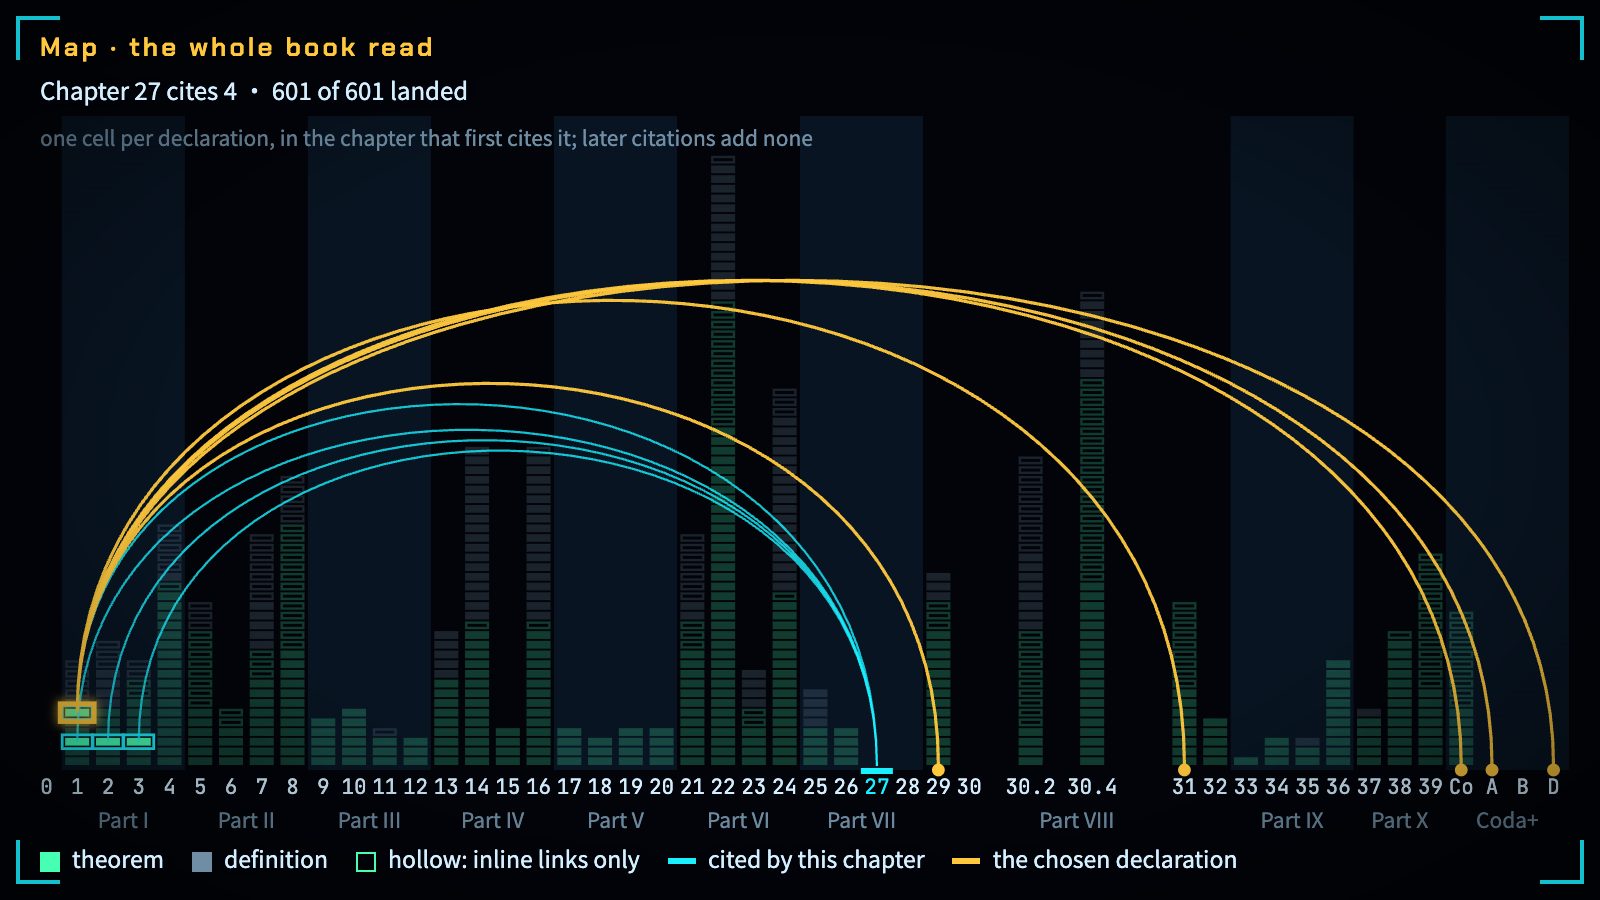 Map · the whole book read
Chapter 27 cites 4 · 601 of 601 landed
one cell per declaration, in the chapter that first cites it; later citations add none
0 1 2 3 4 5 6 7 8 9 10 11 12 13 14 15 16 17 18 19 20 21 22 23 24 25 26 27 28 29 30 30.2 30.4 31 32 33 34 35 36 37 38 39 Co A B D
Part I Part II Part III Part IV Part V Part VI Part VII Part VIII Part IX Part X Coda+
theorem definition hollow: inline links only cited by this chapter the chosen declaration